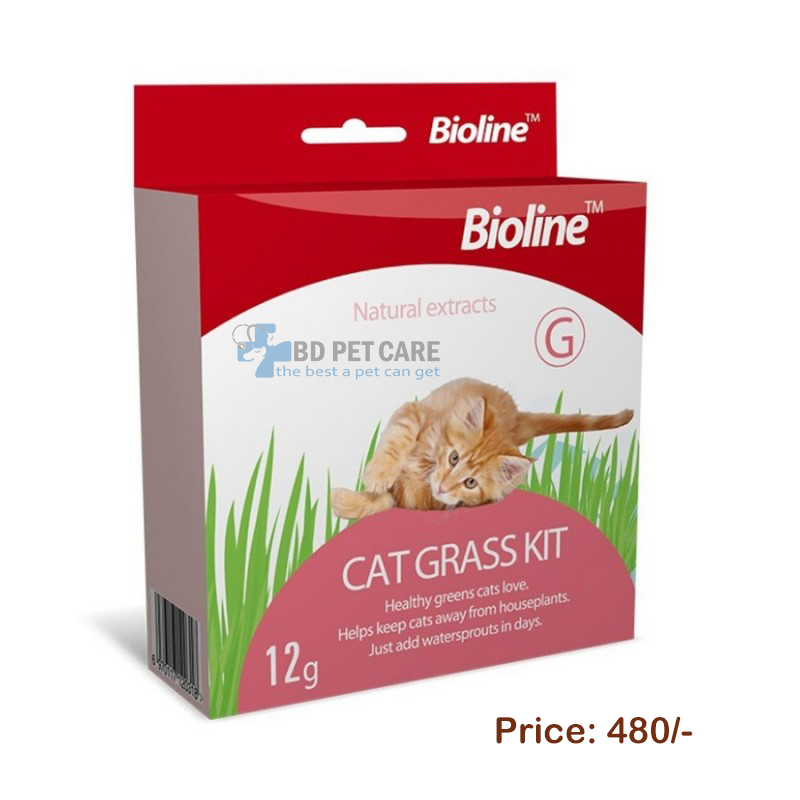 Bioline™
Bioline™
Natural extracts
G
BD PET CARE
the best a pet can get
CAT GRASS KIT
Healthy greens cats love.
Helps keep cats away from houseplants.
Just add watersprouts in days.
12g
Price: 480/-